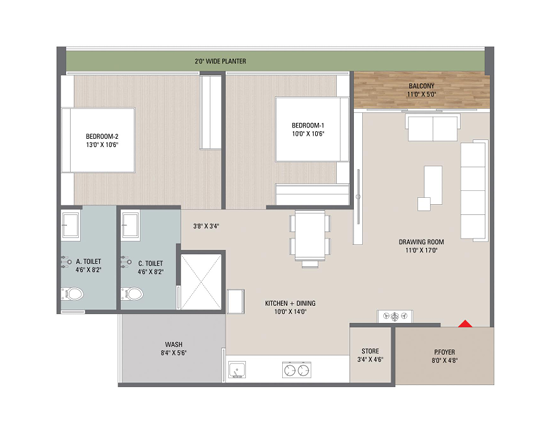 2'0" WIDE PLANTER
BALCONY
11'0" X 5'0"
BEDROOM-1
10'0" X 10'6"
BEDROOM-2
13'0" X 10'6"
3'8" X 3'4"
DRAWING ROOM
11'0" X 17'0"
A. TOILET
4'6" X 8'2"
C. TOILET
4'6" X 8'2"
KITCHEN + DINING
10'0" X 14'0"
WASH
8'4" X 5'6"
STORE
3'4" X 4'6"
P.FOYER
8'0" X 4'8"